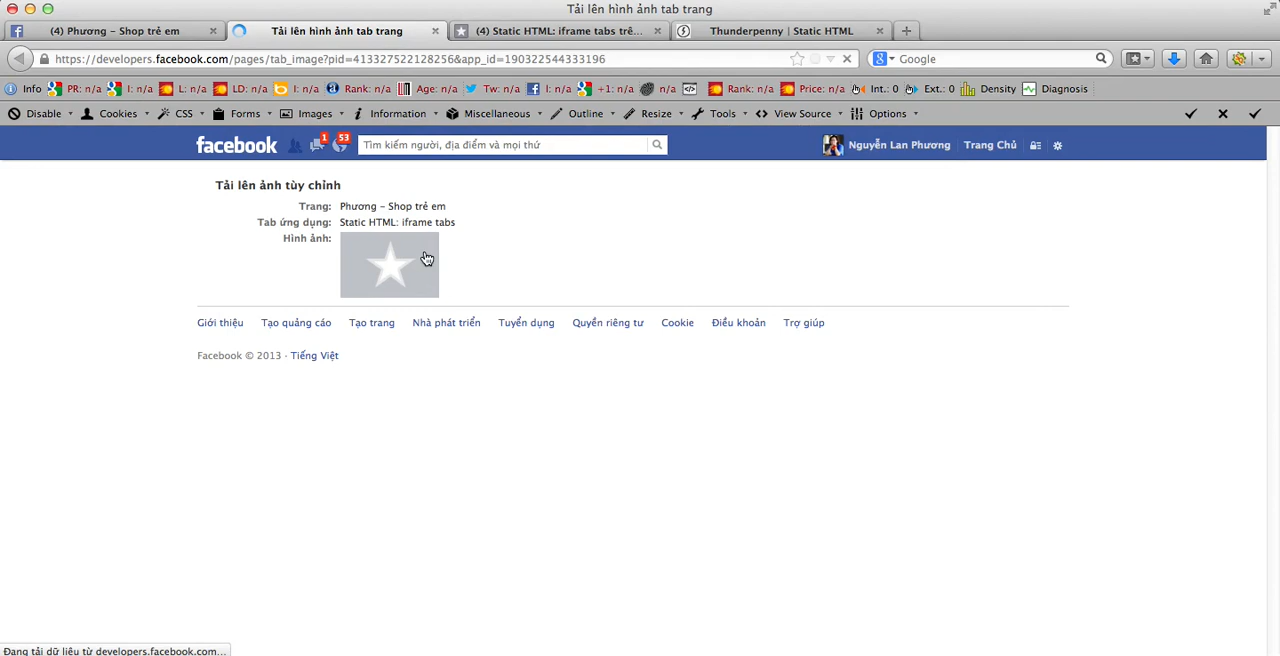 Tải lên hình ảnh tab trang
(4) Phương – Shop trẻ em
Tải lên hình ảnh tab trang
(4) Static HTML: iframe tabs trê...
Thunderpenny | Static HTML
https://developers.facebook.com/pages/tab_image?pid=413327522128256&app_id=190322544333196
Google
Info PR: n/a I: n/a L: n/a LD: n/a I: n/a Rank: n/a Age: n/a Tw: n/a I: n/a +1: n/a n/a Rank: n/a Price: n/a Int.: 0 Ext.: 0 Density Diagnosis
Disable Cookies CSS Forms Images Information Miscellaneous Outline Resize Tools View Source Options
facebook 1 53 Tìm kiếm người, địa điểm và mọi thứ Nguyễn Lan Phương Trang Chủ
Tải lên ảnh tùy chỉnh
Trang: Phương – Shop trẻ em
Tab ứng dụng: Static HTML: iframe tabs
Hình ảnh:
Giới thiệu Tạo quảng cáo Tạo trang Nhà phát triển Tuyển dụng Quyền riêng tư Cookie Điều khoản Trợ giúp
Facebook © 2013 · Tiếng Việt
Đang tải dữ liệu từ developers.facebook.com...